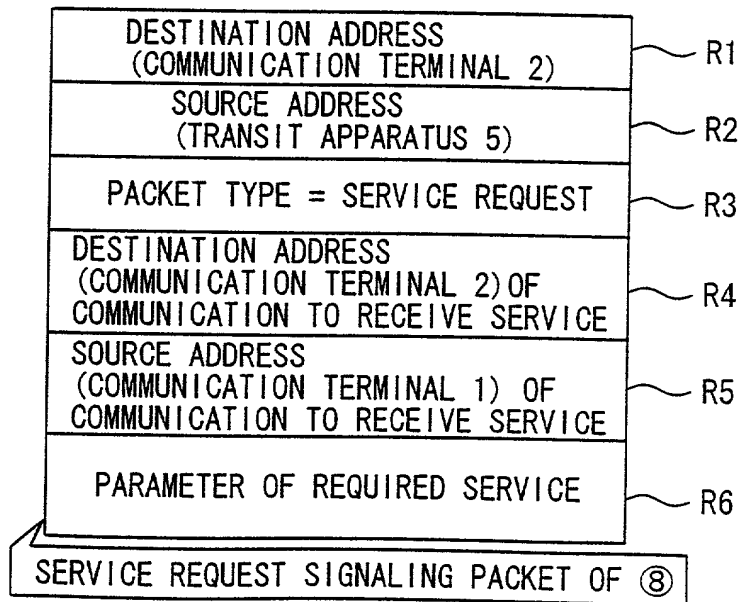 DESTINATION ADDRESS
(COMMUNICATION TERMINAL 2)
R1
SOURCE ADDRESS
(TRANSIT APPARATUS 5)
R2
PACKET TYPE = SERVICE REQUEST
R3
DESTINATION ADDRESS
(COMMUNICATION TERMINAL 2) OF
COMMUNICATION TO RECEIVE SERVICE
R4
SOURCE ADDRESS
(COMMUNICATION TERMINAL 1) OF
COMMUNICATION TO RECEIVE SERVICE
R5
PARAMETER OF REQUIRED SERVICE
R6
SERVICE REQUEST SIGNALING PACKET OF ⑧